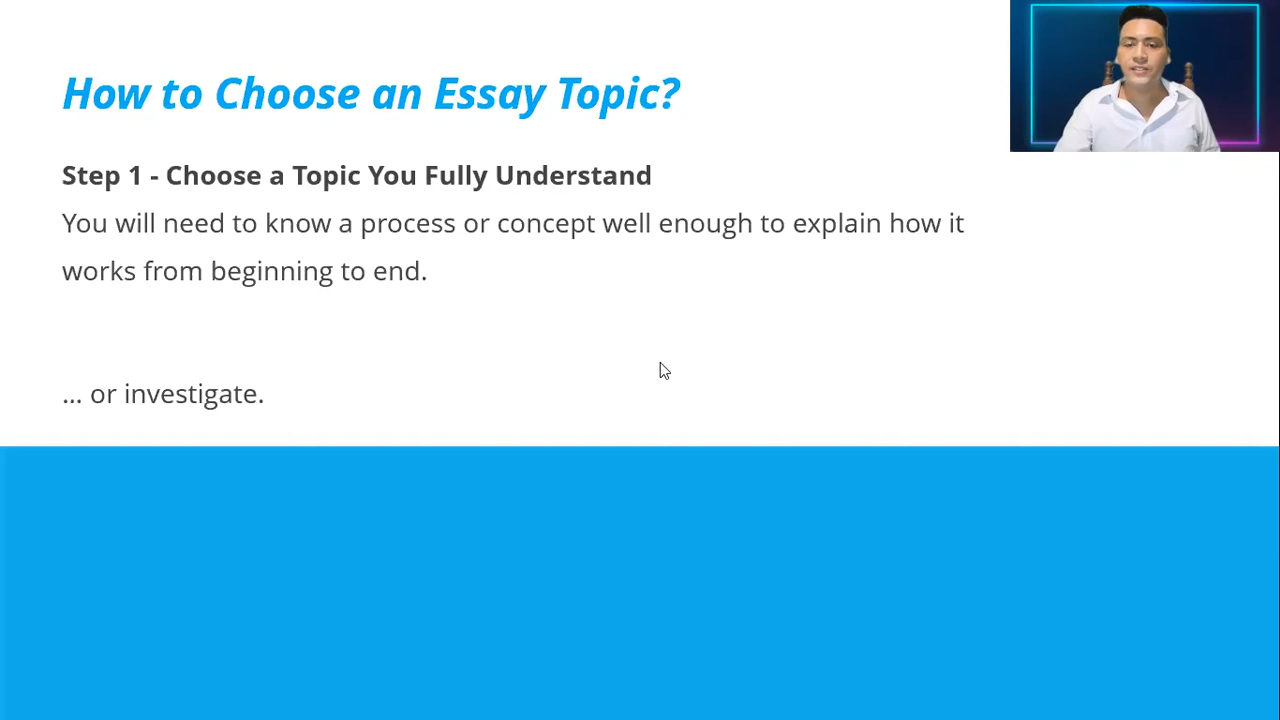 How to Choose an Essay Topic?
Step 1 - Choose a Topic You Fully Understand
You will need to know a process or concept well enough to explain how it
works from beginning to end.
... or investigate.